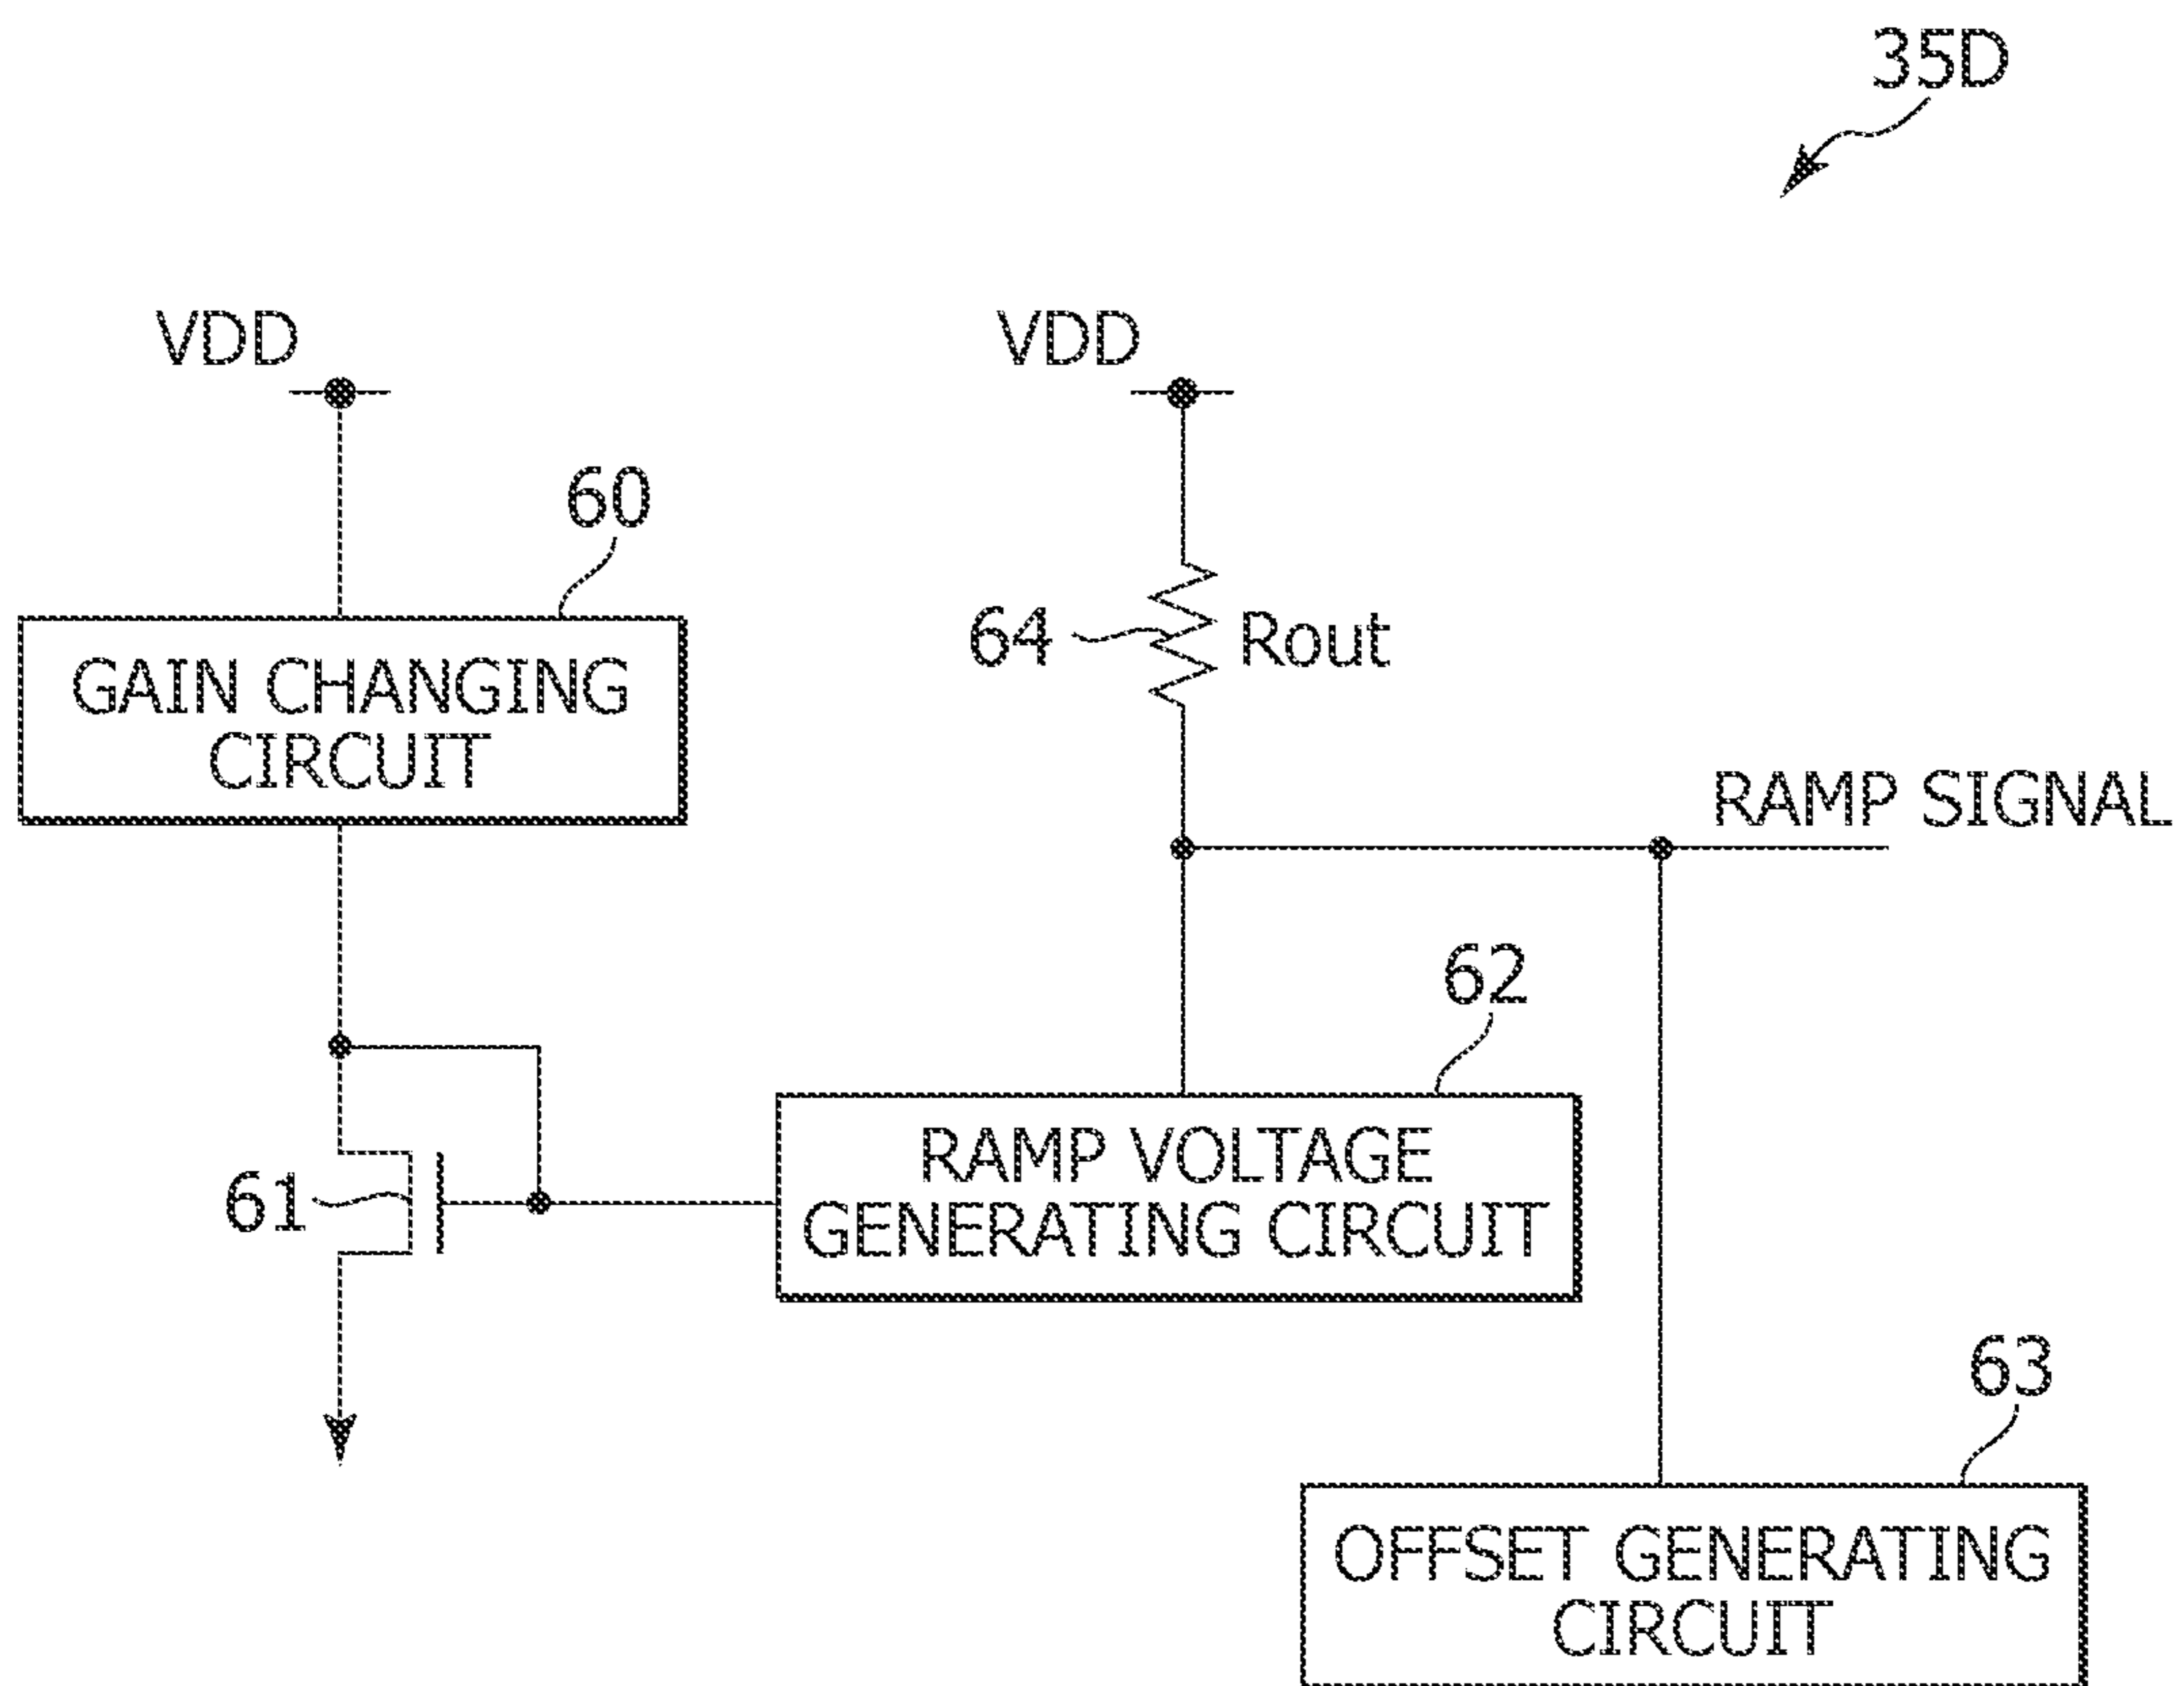 35D
VDD
VDD
60
GAIN CHANGING
CIRCUIT
64
Rout
RAMP SIGNAL
62
RAMP VOLTAGE
GENERATING CIRCUIT
61
63
OFFSET GENERATING
CIRCUIT